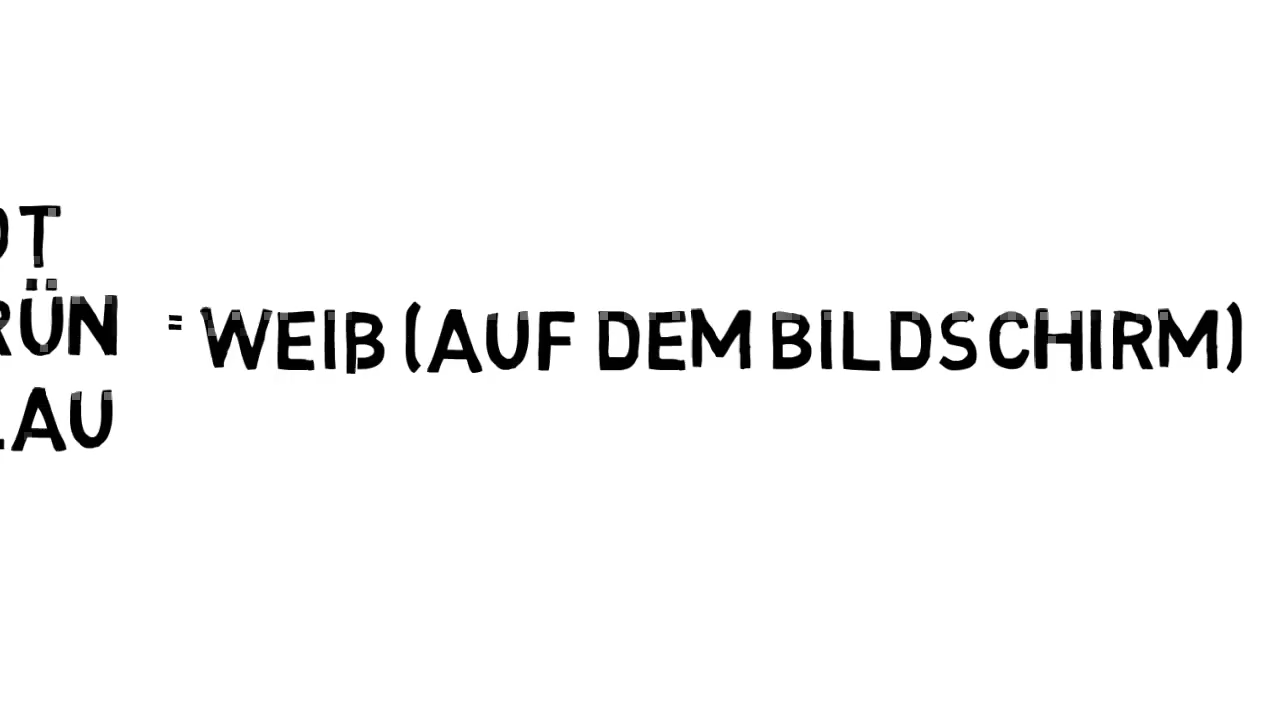 OT
RÜN = WEIß (AUF DEM BILDSCHIRM)
LAU